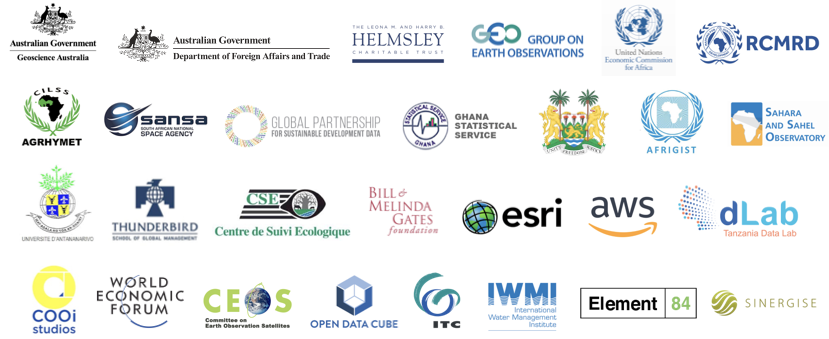 Australian Government
Geoscience Australia
Australian Government
Department of Foreign Affairs and Trade
THE LEONA M. AND HARRY B.
HELMSLEY
CHARITABLE TRUST
GEO GROUP ON
EARTH OBSERVATIONS
United Nations
Economic Commission
for Africa
RCMRD
CILSS
AGRHYMET
sansa
SOUTH AFRICAN NATIONAL
SPACE AGENCY
GLOBAL PARTNERSHIP
FOR SUSTAINABLE DEVELOPMENT DATA
STATISTICAL SERVICE
GHANA
GHANA
STATISTICAL
SERVICE
UNITY FREEDOM JUSTICE
AFRIGIST
SAHARA
AND SAHEL
OBSERVATORY
UNIVERSITE D'ANTANANARIVO
THUNDERBIRD
SCHOOL OF GLOBAL MANAGEMENT
CSE
Centre de Suivi Ecologique
BILL &
MELINDA
GATES
foundation
esri
aws
dLab
Tanzania Data Lab
COOi
studios
WORLD
ECONOMIC
FORUM
CEOS
Committee on
Earth Observation Satellites
OPEN DATA CUBE
ITC
IWMI
International
Water Management
Institute
Element 84
SINERGISE